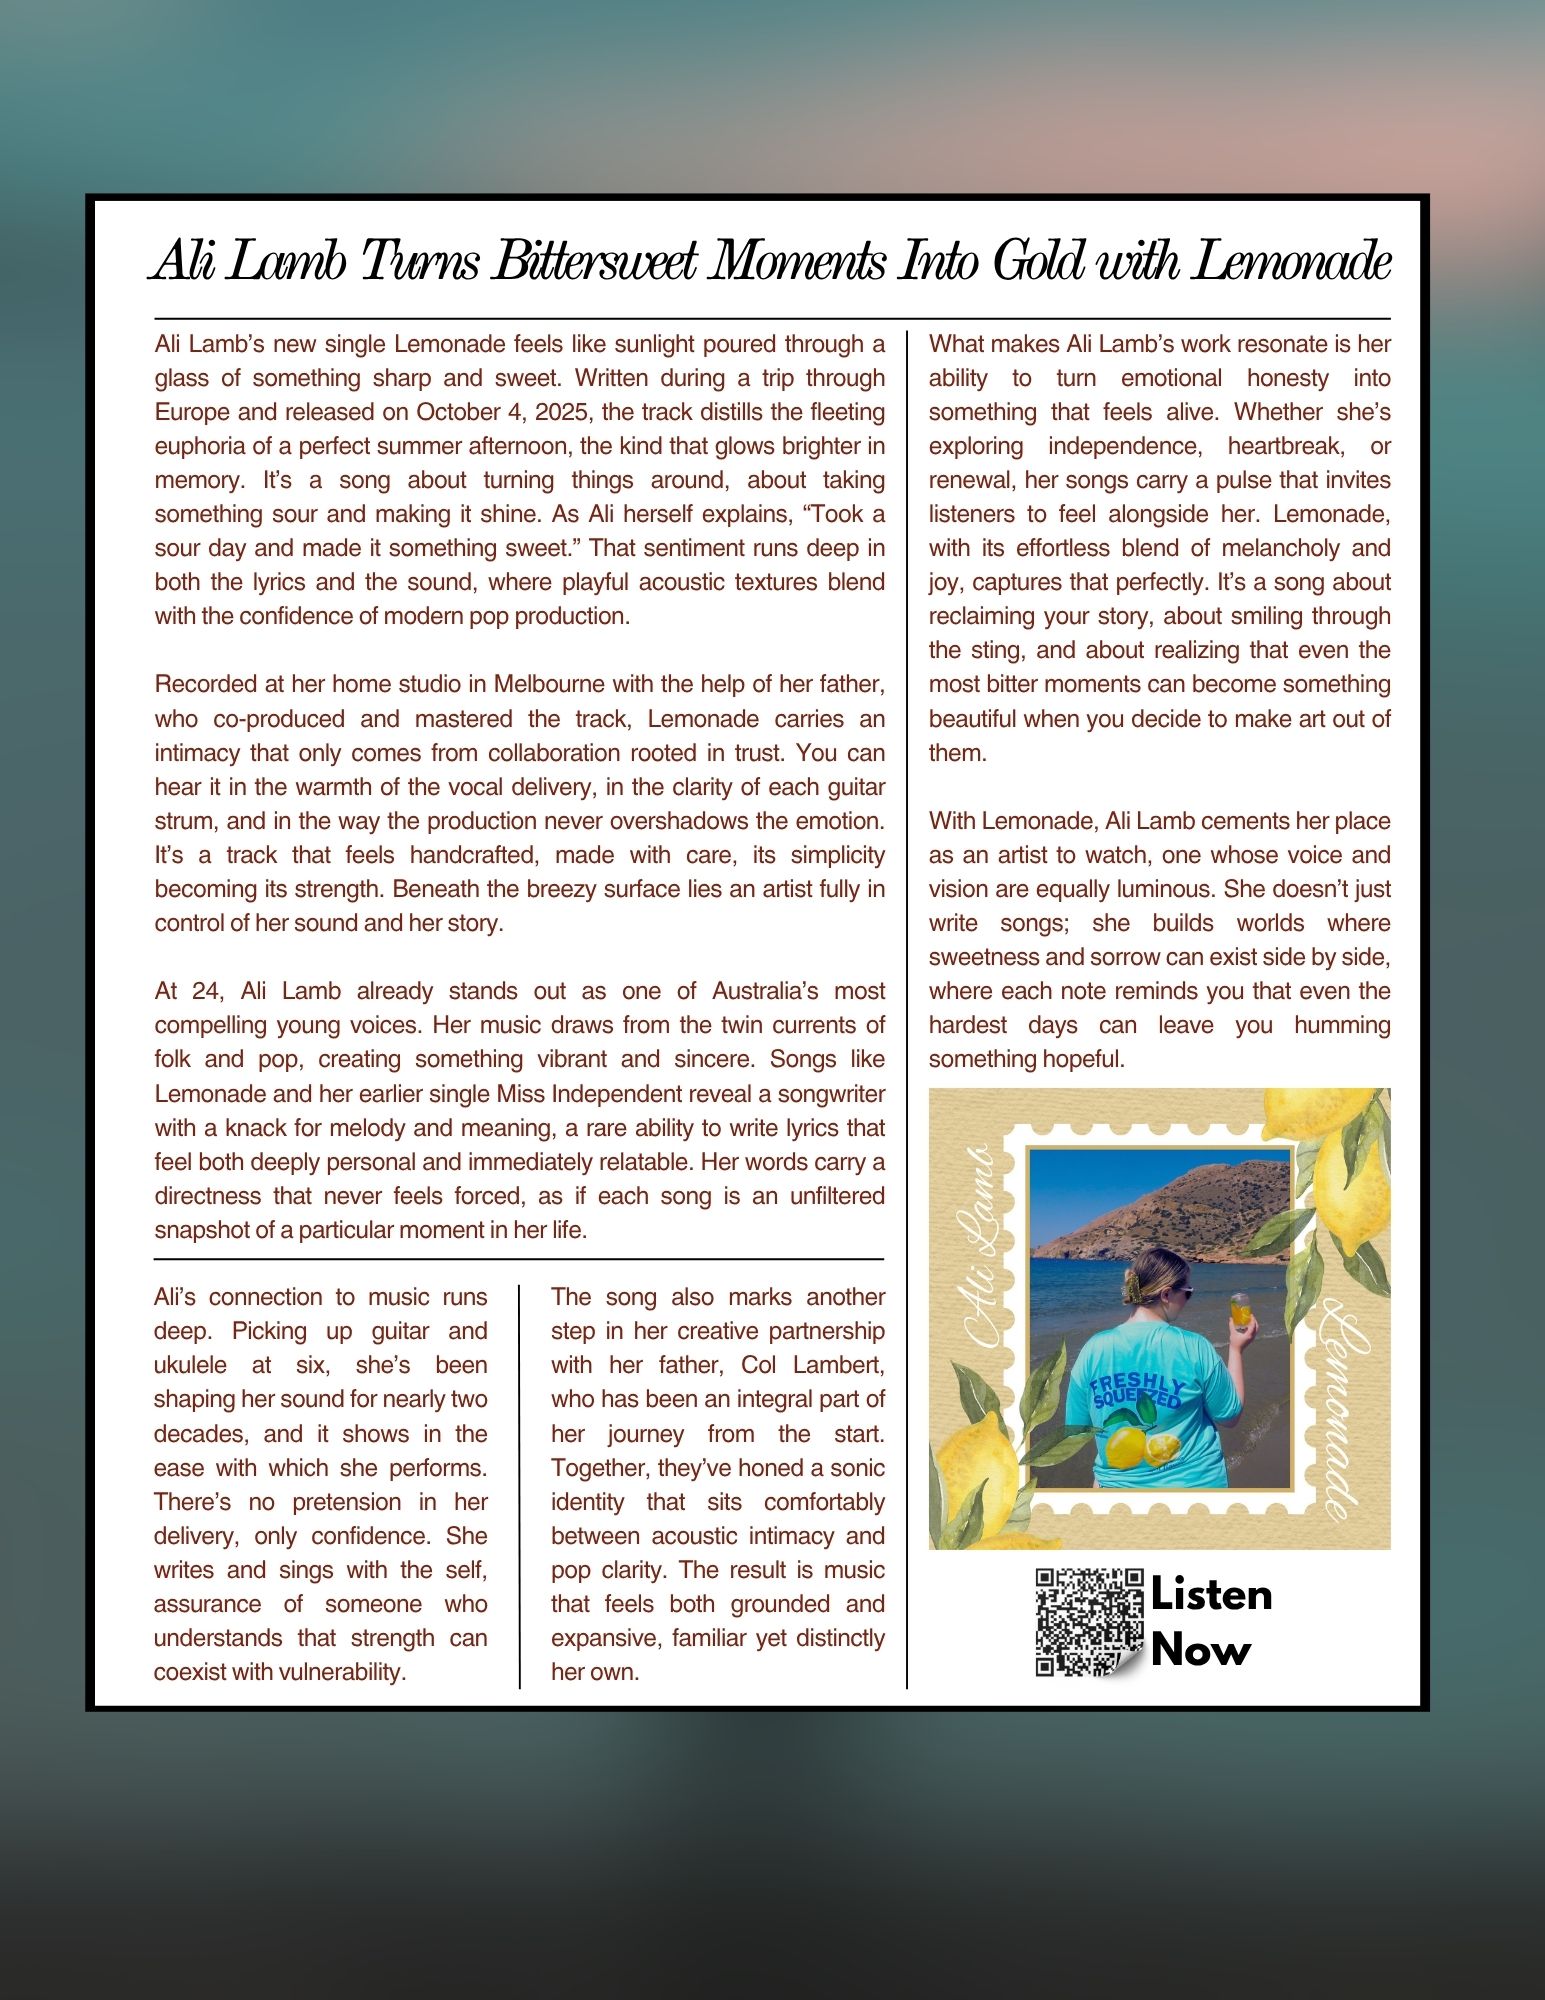 Ali Lamb Turns Bittersweet Moments Into Gold with Lemonade
Ali Lamb’s new single Lemonade feels like sunlight poured through a
glass of something sharp and sweet. Written during a trip through
Europe and released on October 4, 2025, the track distills the fleeting
euphoria of a perfect summer afternoon, the kind that glows brighter in
memory. It’s a song about turning things around, about taking
something sour and making it shine. As Ali herself explains, “Took a
sour day and made it something sweet.” That sentiment runs deep in
both the lyrics and the sound, where playful acoustic textures blend
with the confidence of modern pop production.
Recorded at her home studio in Melbourne with the help of her father,
who co-produced and mastered the track, Lemonade carries an
intimacy that only comes from collaboration rooted in trust. You can
hear it in the warmth of the vocal delivery, in the clarity of each guitar
strum, and in the way the production never overshadows the emotion.
It’s a track that feels handcrafted, made with care, its simplicity
becoming its strength. Beneath the breezy surface lies an artist fully in
control of her sound and her story.
At 24, Ali Lamb already stands out as one of Australia’s most
compelling young voices. Her music draws from the twin currents of
folk and pop, creating something vibrant and sincere. Songs like
Lemonade and her earlier single Miss Independent reveal a songwriter
with a knack for melody and meaning, a rare ability to write lyrics that
feel both deeply personal and immediately relatable. Her words carry a
directness that never feels forced, as if each song is an unfiltered
snapshot of a particular moment in her life.
Ali’s connection to music runs
deep. Picking up guitar and
ukulele at six, she’s been
shaping her sound for nearly two
decades, and it shows in the
ease with which she performs.
There’s no pretension in her
delivery, only confidence. She
writes and sings with the self,
assurance of someone who
understands that strength can
coexist with vulnerability.
The song also marks another
step in her creative partnership
with her father, Col Lambert,
who has been an integral part of
her journey from the start.
Together, they’ve honed a sonic
identity that sits comfortably
between acoustic intimacy and
pop clarity. The result is music
that feels both grounded and
expansive, familiar yet distinctly
her own.
What makes Ali Lamb’s work resonate is her
ability to turn emotional honesty into
something that feels alive. Whether she’s
exploring independence, heartbreak, or
renewal, her songs carry a pulse that invites
listeners to feel alongside her. Lemonade,
with its effortless blend of melancholy and
joy, captures that perfectly. It’s a song about
reclaiming your story, about smiling through
the sting, and about realizing that even the
most bitter moments can become something
beautiful when you decide to make art out of
them.
With Lemonade, Ali Lamb cements her place
as an artist to watch, one whose voice and
vision are equally luminous. She doesn’t just
write songs; she builds worlds where
sweetness and sorrow can exist side by side,
where each note reminds you that even the
hardest days can leave you humming
something hopeful.
Ali Lamb
FRESHLY
SQUEEZED
Lemonade
Listen
Now